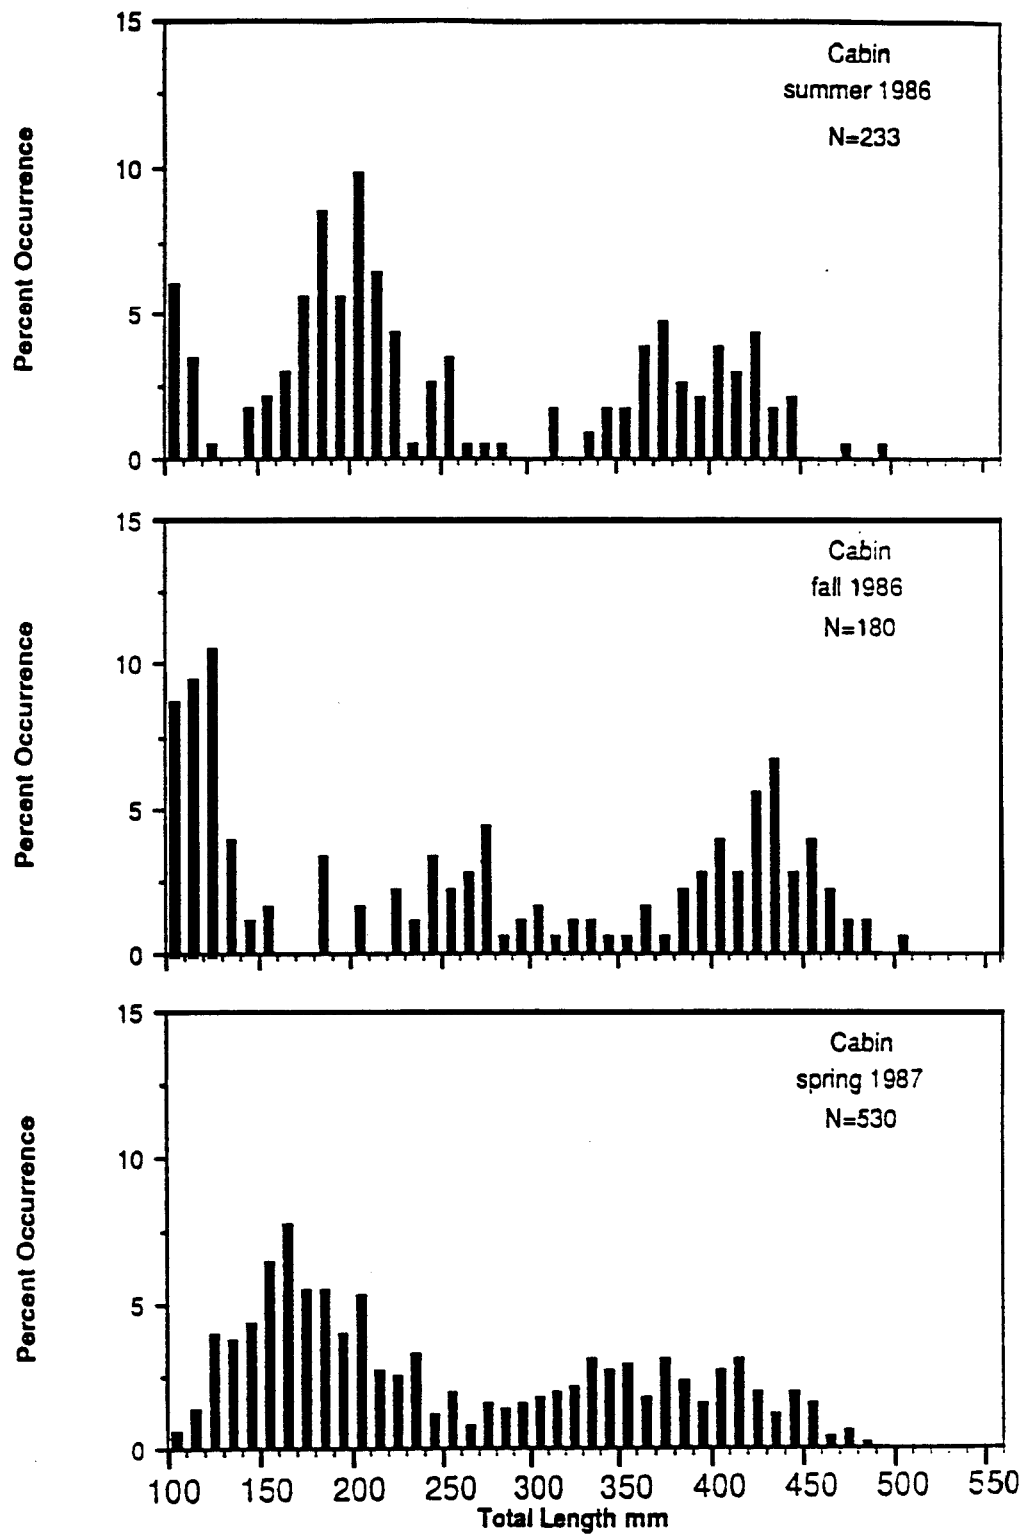 15
Cabin
summer 1986
N=233
10
5
0
Percent Occurrence
15
Cabin
fall 1986
N=180
10
5
0
Percent Occurrence
15
Cabin
spring 1987
N=530
10
5
0
Percent Occurrence
100 150 200 250 300 350 400 450 500 550
Total Length mm